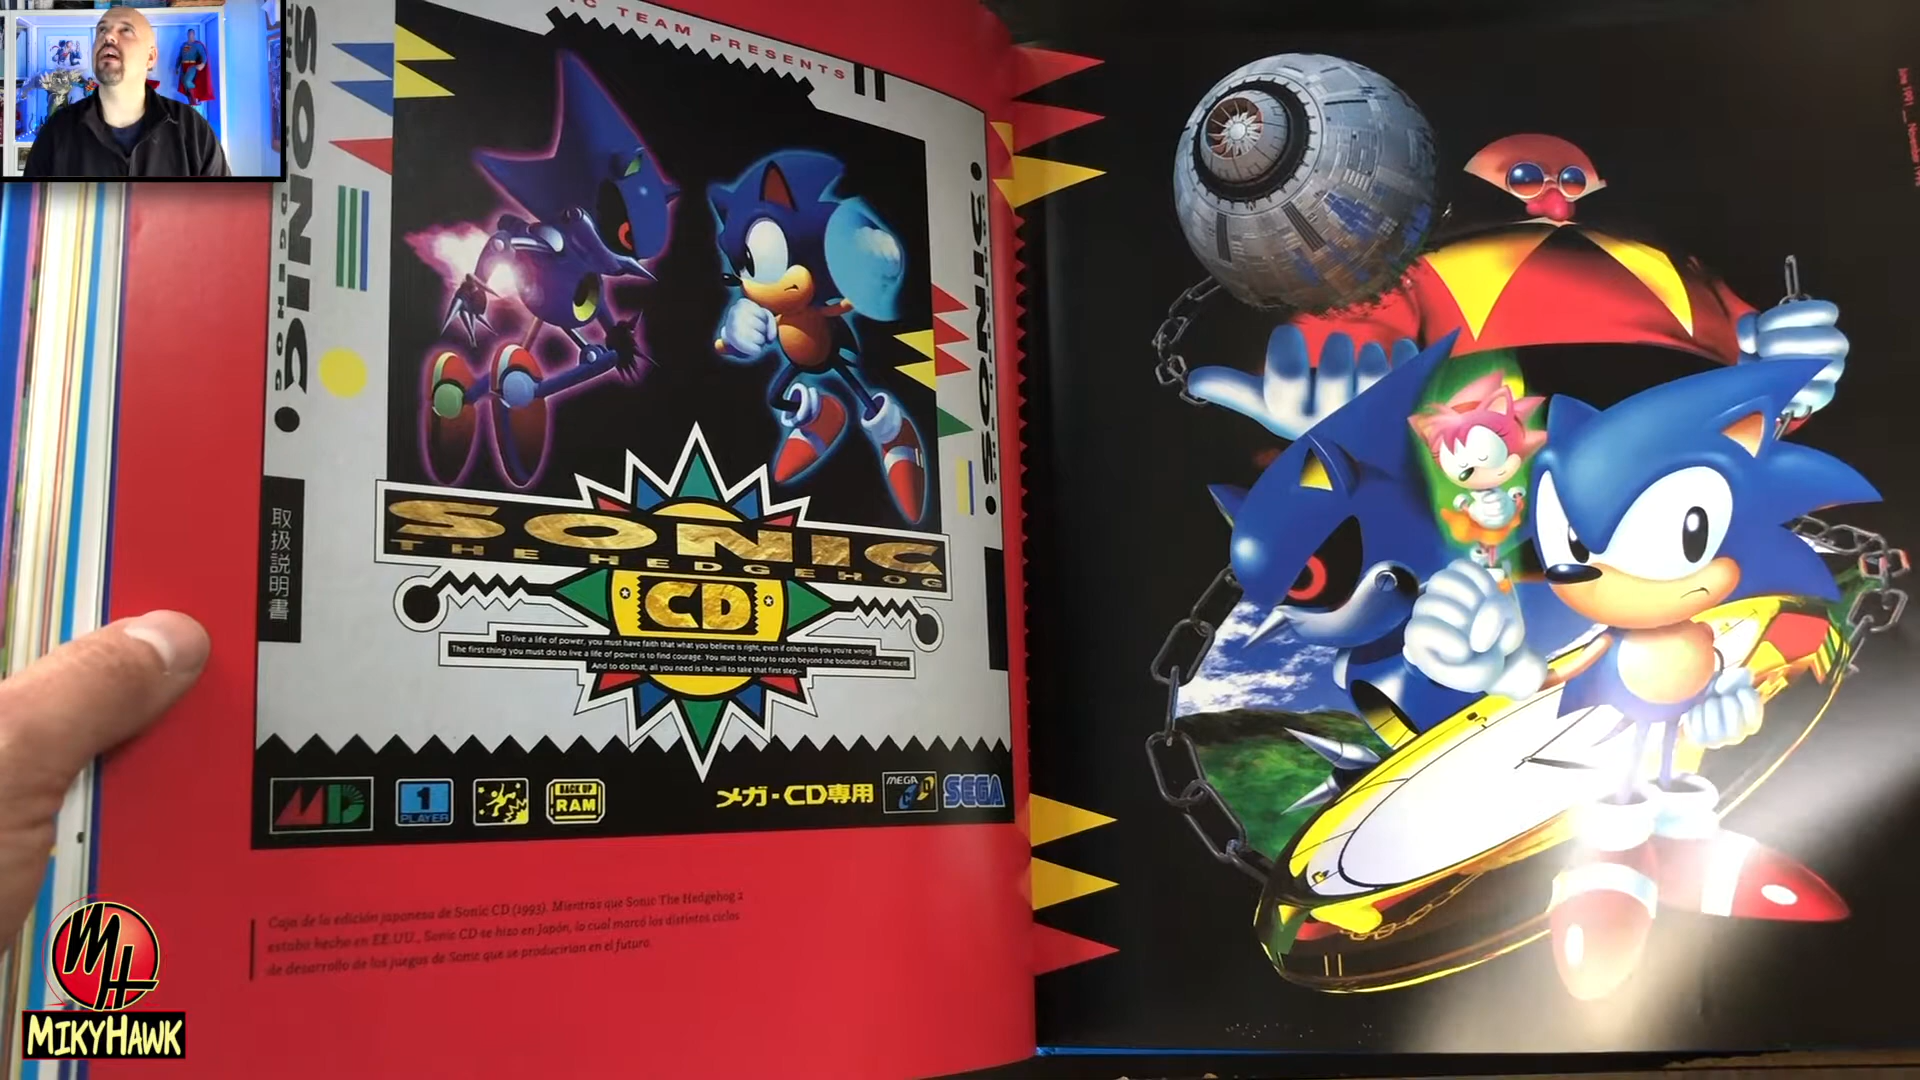 SONIC TEAM PRESENTS
SONIC
THE HEDGEHOG
SONIC
取扱説明書
SONIC
THE HEDGEHOG
CD
To live a life of power, you must have faith that what you believe is right, even if others tell you you're wrong.
The first thing you must do to live a life of power is to find courage. You must be ready to reach beyond the boundaries of Time itself.
And to do that, all you need is the will to take that first step...
MD
1
PLAYER
BACK UP
RAM
メガ-CD専用
MEGA
CD
SEGA
Caja de la edición japonesa de Sonic CD (1993). Mientras que Sonic The Hedgehog 2
estaba hecho en EE.UU., Sonic CD se hizo en Japón, lo cual marcó los distintos ciclos
de desarrollo de los juegos de Sonic que se producirían en el futuro.
MH
MIKYHAWK